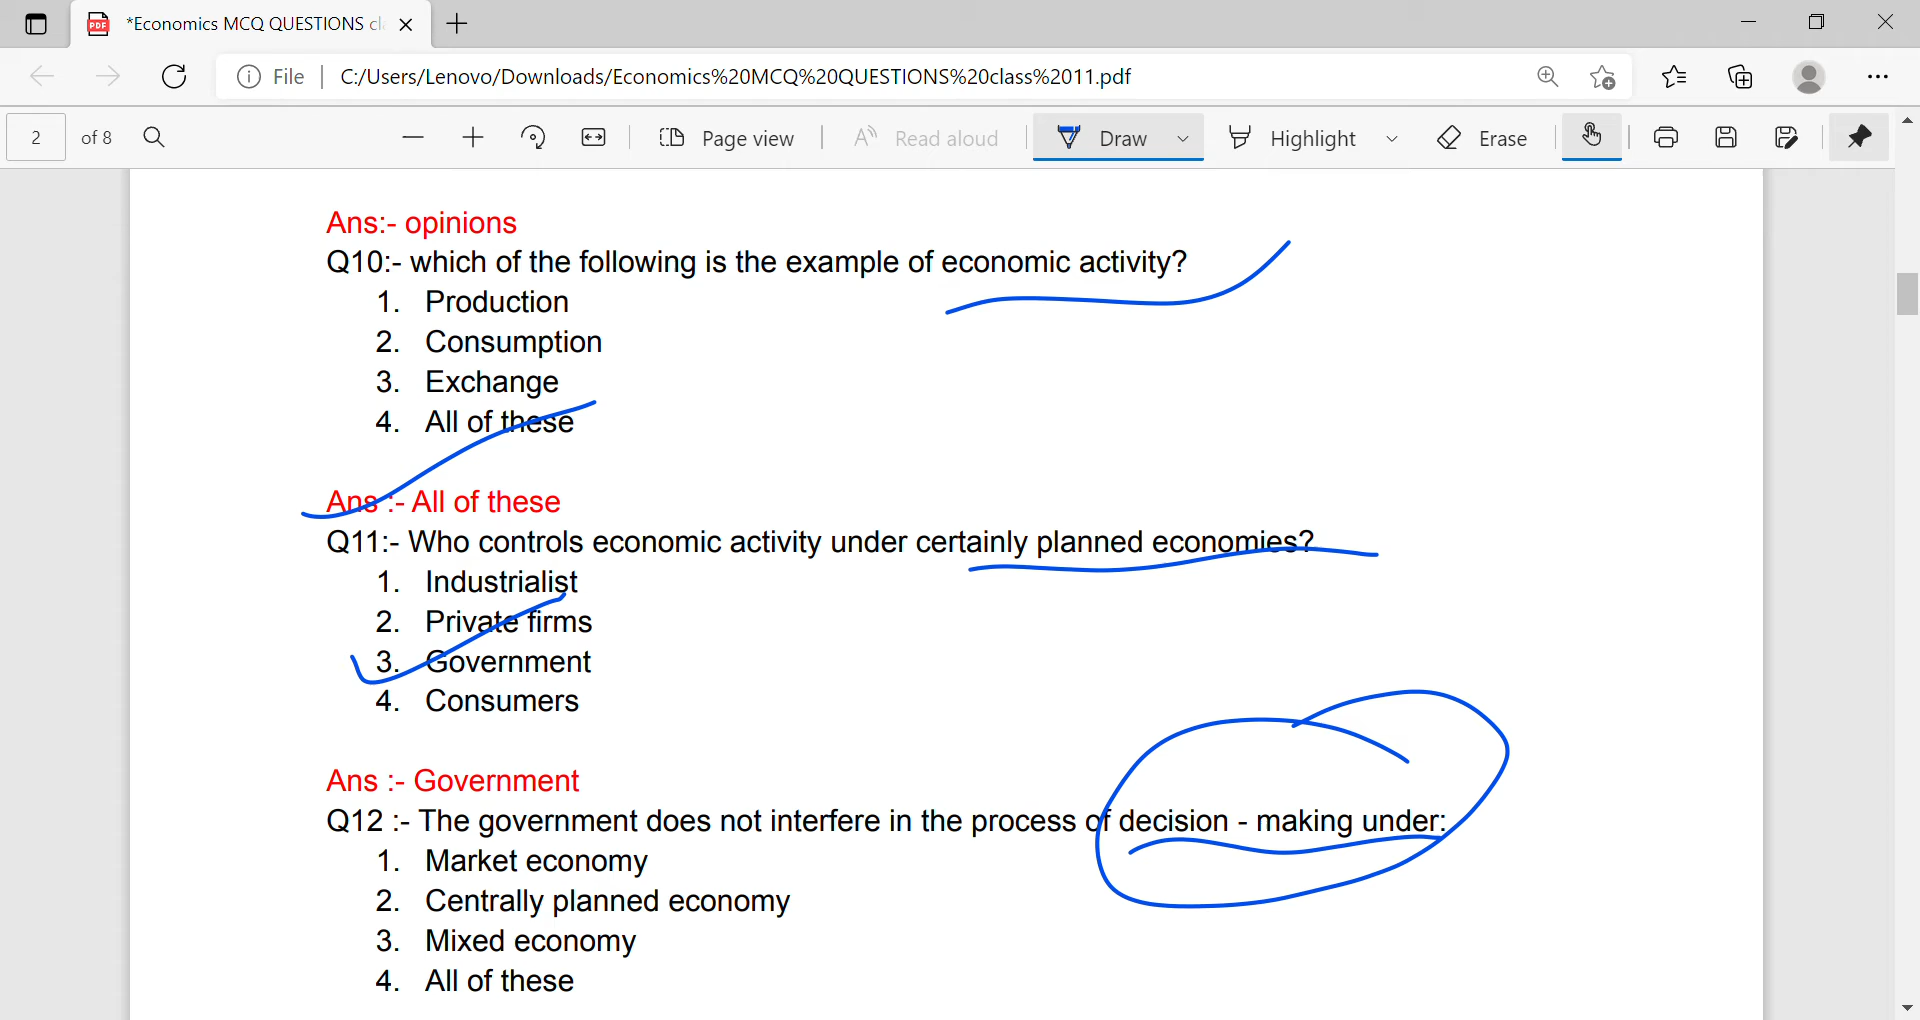 *Economics MCQ QUESTIONS cl
File
C:/Users/Lenovo/Downloads/Economics%20MCQ%20QUESTIONS%20class%2011.pdf
2 of 8
Page view
Read aloud
Draw
Highlight
Erase
Ans:- opinions
Q10:- which of the following is the example of economic activity?
1. Production
2. Consumption
3. Exchange
4. All of these
Ans :- All of these
Q11:- Who controls economic activity under certainly planned economies?
1. Industrialist
2. Private firms
3. Government
4. Consumers
Ans :- Government
Q12 :- The government does not interfere in the process of decision - making under:
1. Market economy
2. Centrally planned economy
3. Mixed economy
4. All of these